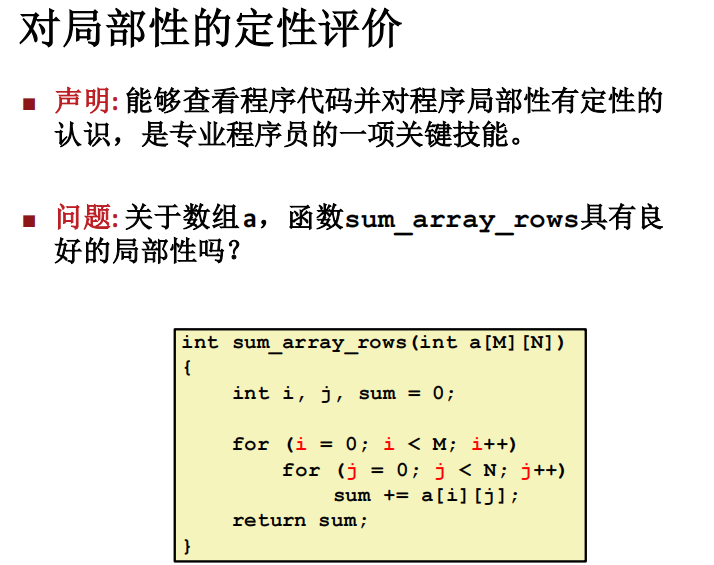 对局部性的定性评价
■ 声明: 能够查看程序代码并对程序局部性有定性的
认识，是专业程序员的一项关键技能。
■ 问题: 关于数组a，函数sum_array_rows具有良
好的局部性吗？
int sum_array_rows(int a[M][N])
{
    int i, j, sum = 0;
    for (i = 0; i < M; i++)
        for (j = 0; j < N; j++)
            sum += a[i][j];
    return sum;
}